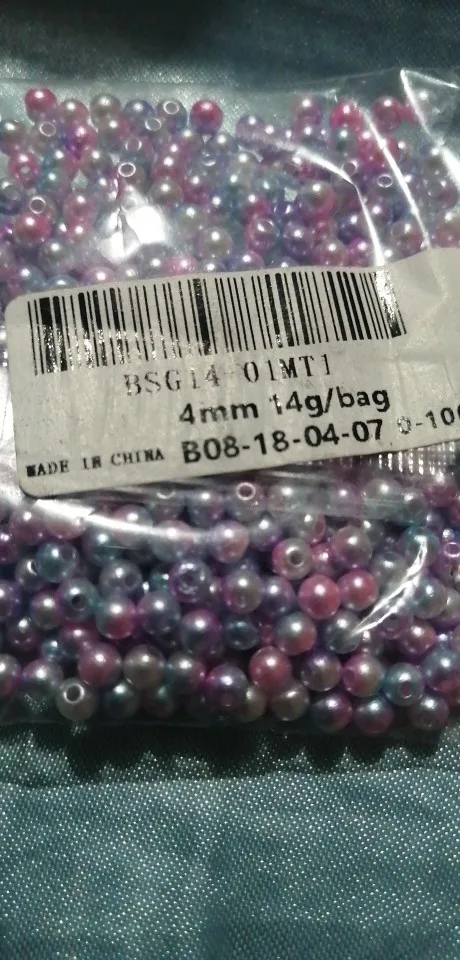 BSG14-01MT1
4mm 14g/bag
MADE IN CHINA B08-18-04-07